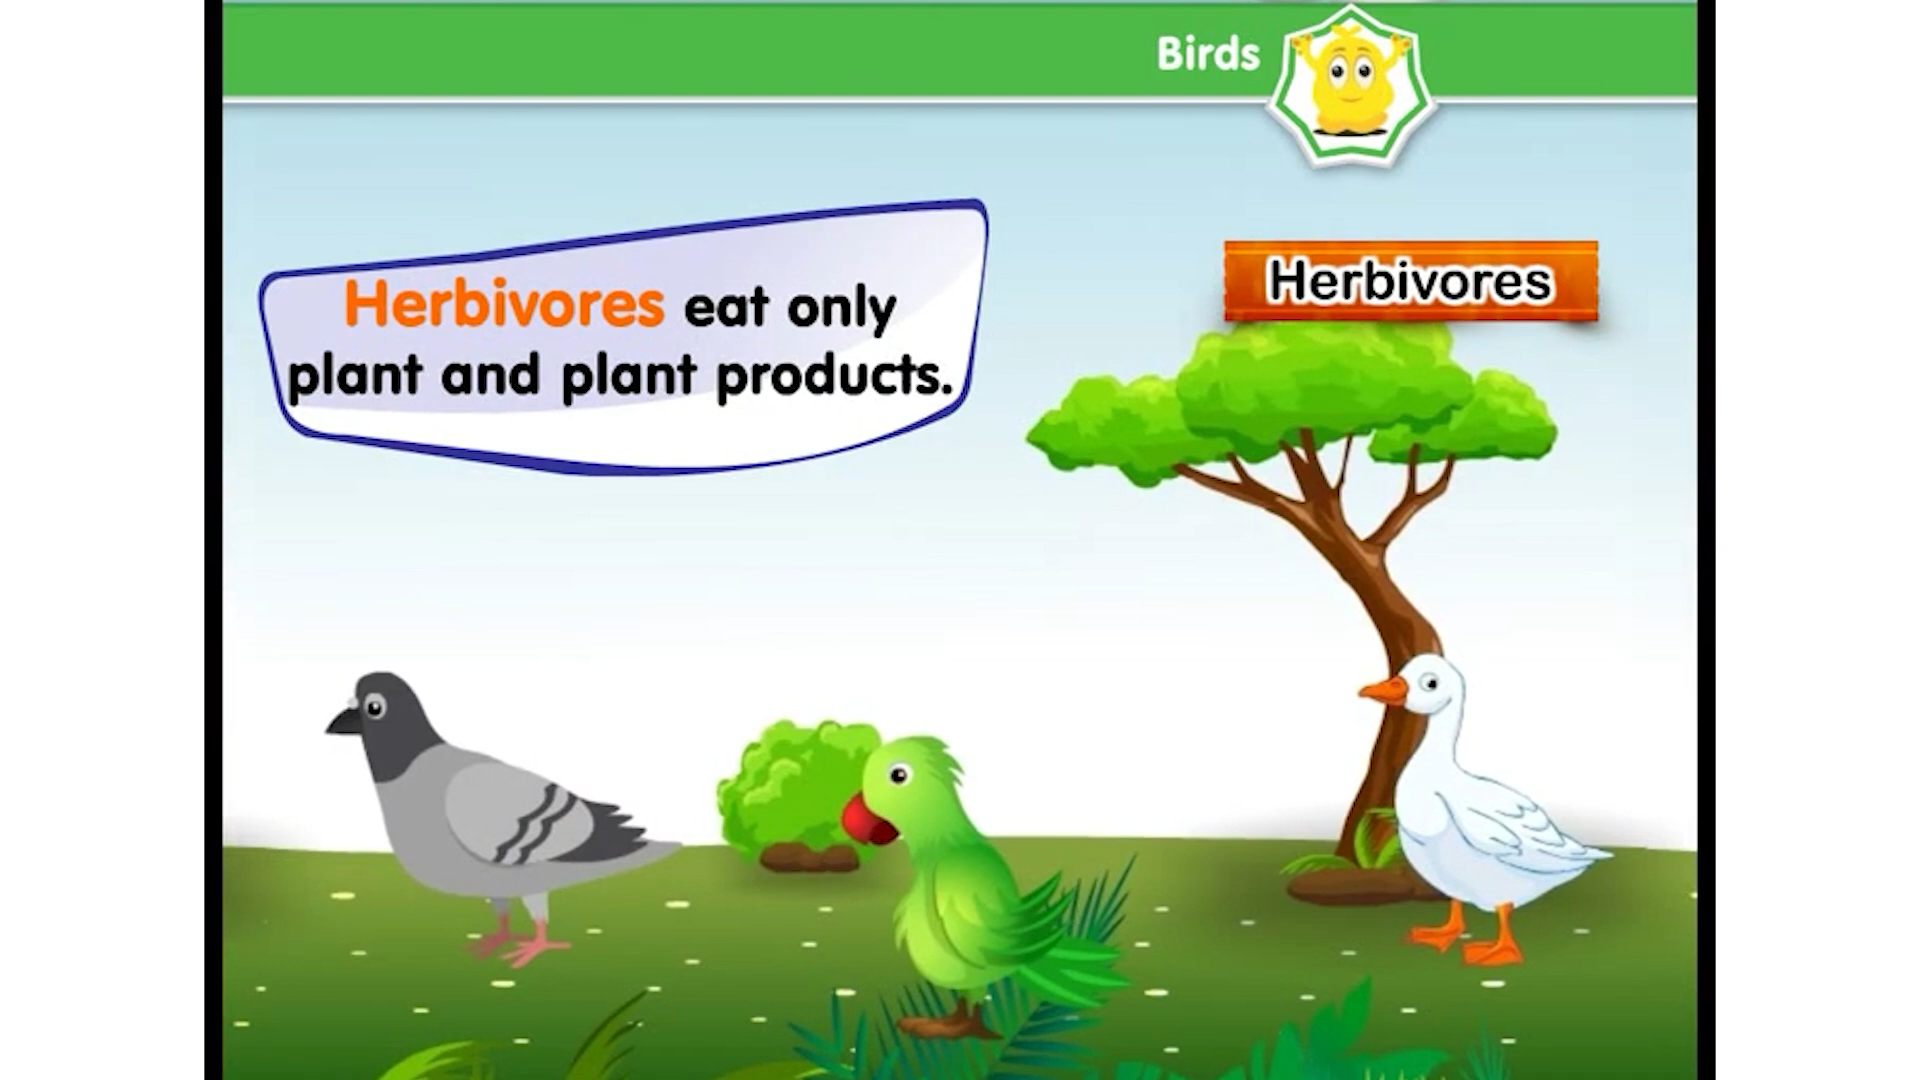 Birds
Herbivores eat only
plant and plant products.
Herbivores